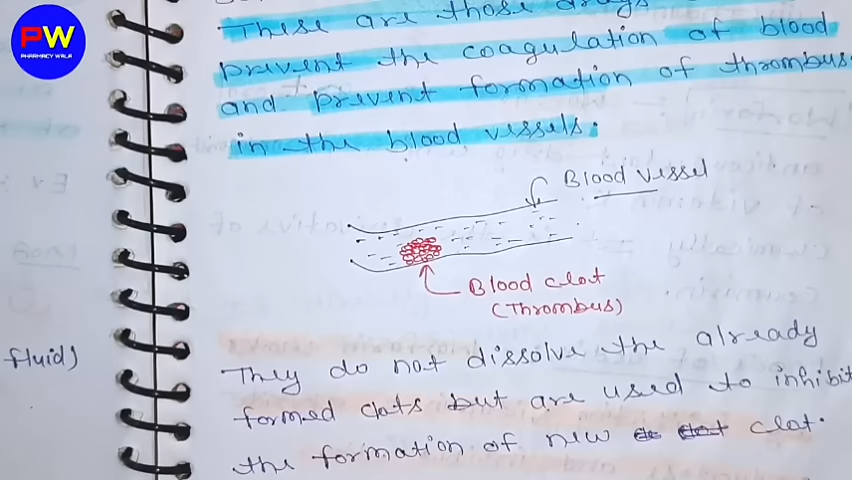 PW
PHARMACY WALA
These are those drugs
prevent the coagulation of blood
and prevent formation of thrombus
in the blood vessels.
Blood vessel
Blood clot
(Thrombus)
fluid)
They do not dissolve the already
formed clots but are used to inhibit
the formation of new clot.